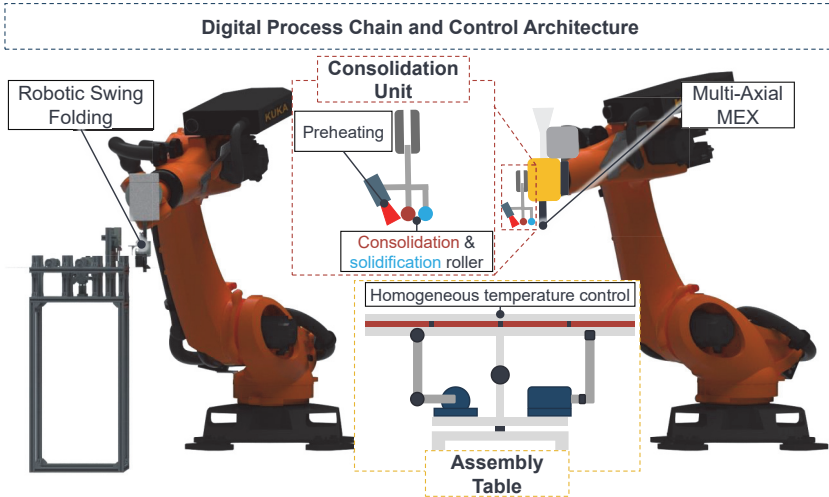 Digital Process Chain and Control Architecture
Robotic Swing
Folding
KUKA
Consolidation
Unit
Preheating
Consolidation &
solidification roller
Multi-Axial
MEX
Homogeneous temperature control
Assembly
Table